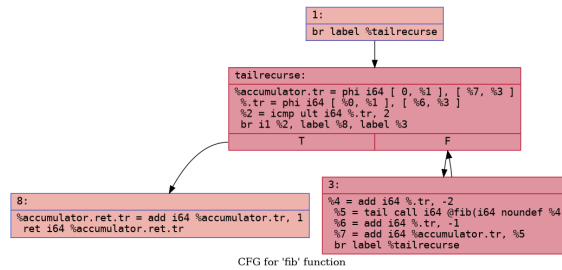 1:
br label %tailrecurse
tailrecurse:
%accumulator.tr = phi i64 [ 0, %1 ], [ %7, %3 ]
%.tr = phi i64 [ %0, %1 ], [ %6, %3 ]
%2 = icmp ult i64 %.tr, 2
br i1 %2, label %8, label %3
T
F
8:
%accumulator.ret.tr = add i64 %accumulator.tr, 1
ret i64 %accumulator.ret.tr
3:
%4 = add i64 %.tr, -2
%5 = tail call i64 @fib(i64 noundef %4
%6 = add i64 %.tr, -1
%7 = add i64 %accumulator.tr, %5
br label %tailrecurse
CFG for 'fib' function